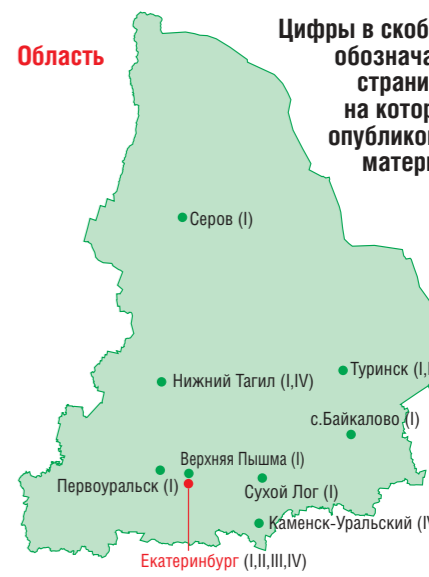 Область
Цифры в скоб
обознача
страни
на котор
опубликов
матери
Серов (I)
Нижний Тагил (I,IV)
Туринск (I,I
с.Байкалово (I)
Верхняя Пышма (I)
Первоуральск (I)
Сухой Лог (I)
Каменск-Уральский (IV
Екатеринбург (I,II,III,IV)